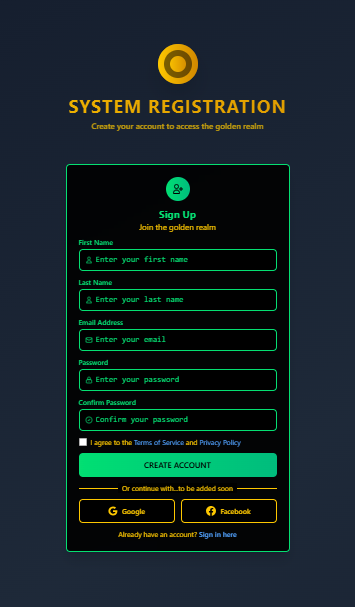 SYSTEM REGISTRATION
Create your account to access the golden realm
Sign Up
Join the golden realm
First Name
Enter your first name
Last Name
Enter your last name
Email Address
Enter your email
Password
Enter your password
Confirm Password
Confirm your password
I agree to the Terms of Service and Privacy Policy
CREATE ACCOUNT
Or continue with..to be added soon
Google Facebook
Already have an account? Sign in here